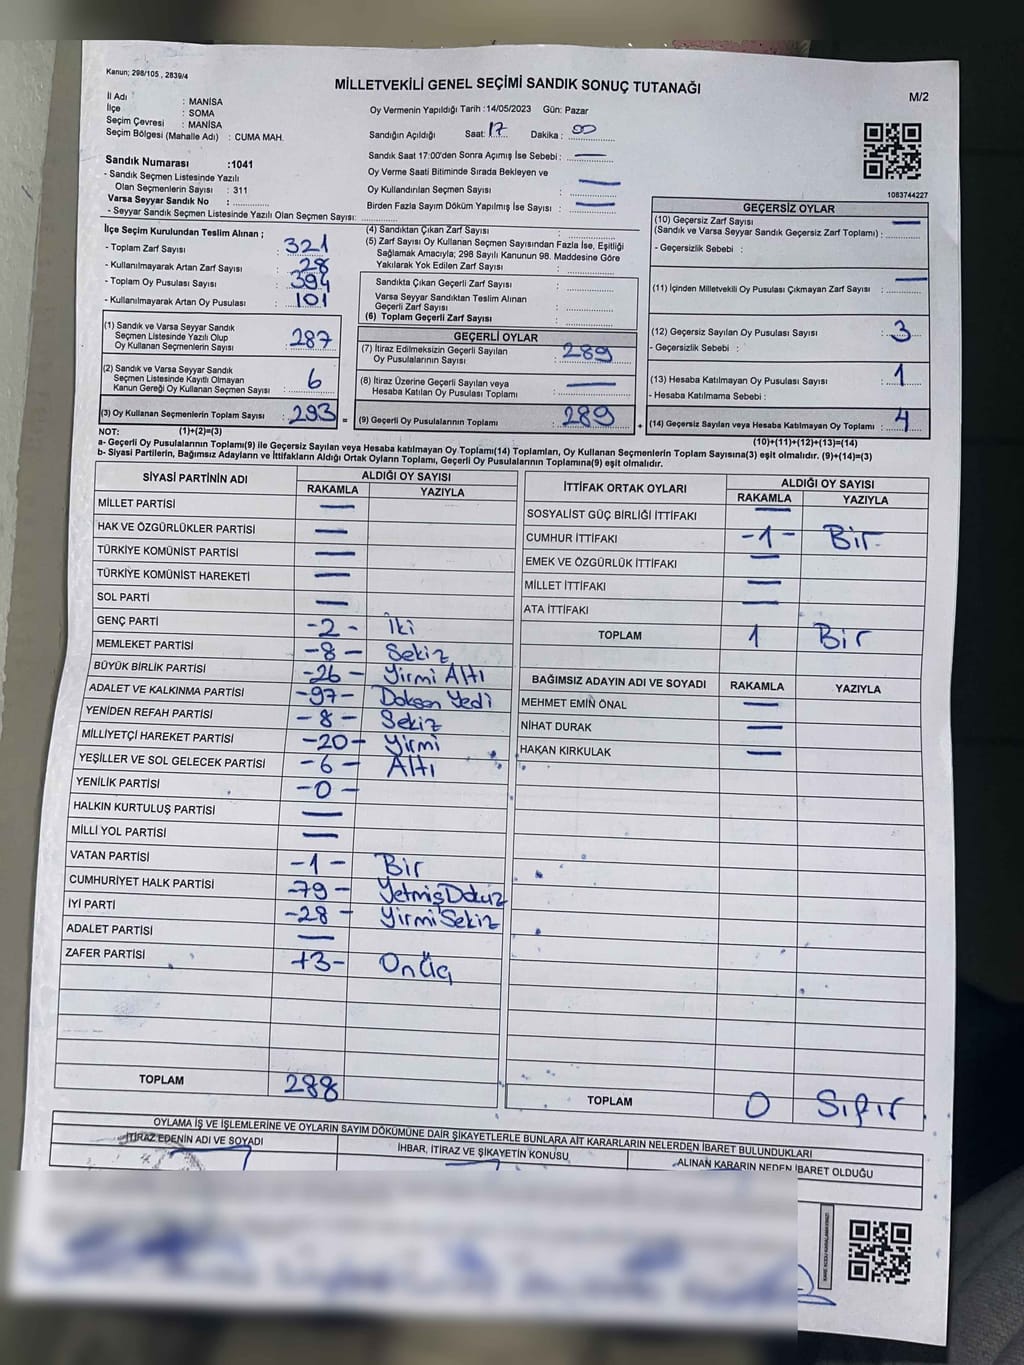 Kanun; 298/105 , 2839/4
MİLLETVEKİLİ GENEL SEÇİMİ SANDIK SONUÇ TUTANAĞI
M/2
İl Adı : MANİSA
İlçe : SOMA
Seçim Çevresi : MANİSA
Seçim Bölgesi (Mahalle Adı) : CUMA MAH.
Oy Vermenin Yapıldığı Tarih :14/05/2023 Gün: Pazar
Sandığın Açıldığı Saat: 17 Dakika : 00
Sandık Saat 17:00'den Sonra Açımış İse Sebebi : —
Oy Verme Saati Bitiminde Sırada Bekleyen ve
Oy Kullandırılan Seçmen Sayısı : —
Birden Fazla Sayım Döküm Yapılmış İse Sayısı : —
1083744227
Sandık Numarası :1041
- Sandık Seçmen Listesinde Yazılı
Olan Seçmenlerin Sayısı : 311
Varsa Seyyar Sandık No :
- Seyyar Sandık Seçmen Listesinde Yazılı Olan Seçmen Sayısı:
İlçe Seçim Kurulundan Teslim Alınan ;
- Toplam Zarf Sayısı : 321
- Kullanılmayarak Artan Zarf Sayısı : 28
- Toplam Oy Pusulası Sayısı : 394
- Kullanılmayarak Artan Oy Pusulası : 101
(1) Sandık ve Varsa Seyyar Sandık
Seçmen Listesinde Yazılı Olup
Oy Kullanan Seçmenlerin Sayısı : 287
(2) Sandık ve Varsa Seyyar Sandık
Seçmen Listesinde Kayıtlı Olmayan
Kanun Gereği Oy Kullanan Seçmen Sayısı : 6
(3) Oy Kullanan Seçmenlerin Toplam Sayısı : 293 =
(4) Sandıktan Çıkan Zarf Sayısı :
(5) Zarf Sayısı Oy Kullanan Seçmen Sayısından Fazla İse, Eşitliği
Sağlamak Amacıyla; 298 Sayılı Kanunun 98. Maddesine Göre
Yakılarak Yok Edilen Zarf Sayısı :
Sandıkta Çıkan Geçerli Zarf Sayısı :
Varsa Seyyar Sandıktan Teslim Alınan
Geçerli Zarf Sayısı :
(6) Toplam Geçerli Zarf Sayısı :
GEÇERLİ OYLAR
(7) İtiraz Edilmeksizin Geçerli Sayılan
Oy Pusulalarının Sayısı : 289
(8) İtiraz Üzerine Geçerli Sayılan veya
Hesaba Katılan Oy Pusulası Toplamı : —
(9) Geçerli Oy Pusulalarının Toplamı : 289 +
GEÇERSİZ OYLAR
(10) Geçersiz Zarf Sayısı
(Sandık ve Varsa Seyyar Sandık Geçersiz Zarf Toplamı) : —
- Geçersizlik Sebebi :
(11) İçinden Milletvekili Oy Pusulası Çıkmayan Zarf Sayısı : —
(12) Geçersiz Sayılan Oy Pusulası Sayısı : 3
- Geçersizlik Sebebi :
(13) Hesaba Katılmayan Oy Pusulası Sayısı : 1
- Hesaba Katılmama Sebebi :
(14) Geçersiz Sayılan veya Hesaba Katılmayan Oy Toplamı : 4
NOT: (1)+(2)=(3)
(10)+(11)+(12)+(13)=(14)
a- Geçerli Oy Pusulalarının Toplamı(9) ile Geçersiz Sayılan veya Hesaba Katılmayan Oy Toplamı(14) Toplamları, Oy Kullanan Seçmenlerin Toplam Sayısına(3) eşit olmalıdır. (9)+(14)=(3)
b- Siyasi Partilerin, Bağımsız Adayların ve İttifakların Aldığı Ortak Oyların Toplamı, Geçerli Oy Pusulalarının Toplamına(9) eşit olmalıdır.
SİYASİ PARTİNİN ADI ALDIĞI OY SAYISI
RAKAMLA YAZIYLA
MİLLET PARTİSİ —
HAK VE ÖZGÜRLÜKLER PARTİSİ —
TÜRKİYE KOMÜNİST PARTİSİ —
TÜRKİYE KOMÜNİST HAREKETİ —
SOL PARTİ —
GENÇ PARTİ -2- İki
MEMLEKET PARTİSİ -8- Sekiz
BÜYÜK BİRLİK PARTİSİ -26- Yirmi Altı
ADALET VE KALKINMA PARTİSİ -97- Doksan Yedi
YENİDEN REFAH PARTİSİ -8- Sekiz
MİLLİYETÇİ HAREKET PARTİSİ -20- Yirmi
YEŞİLLER VE SOL GELECEK PARTİSİ -6- Altı
YENİLİK PARTİSİ -0-
HALKIN KURTULUŞ PARTİSİ —
MİLLİ YOL PARTİSİ —
VATAN PARTİSİ -1- Bir
CUMHURİYET HALK PARTİSİ -79- Yetmiş Dokuz
İYİ PARTİ -28- Yirmi Sekiz
ADALET PARTİSİ —
ZAFER PARTİSİ -13- On Üç
TOPLAM 288
İTTİFAK ORTAK OYLARI ALDIĞI OY SAYISI
RAKAMLA YAZIYLA
SOSYALİST GÜÇ BİRLİĞİ İTTİFAKI —
CUMHUR İTTİFAKI -1- Bir
EMEK VE ÖZGÜRLÜK İTTİFAKI —
MİLLET İTTİFAKI —
ATA İTTİFAKI —
TOPLAM 1 Bir
BAĞIMSIZ ADAYIN ADI VE SOYADI RAKAMLA YAZIYLA
MEHMET EMİN ÖNAL —
NİHAT DURAK —
HAKAN KIRKULAK —
TOPLAM 0 Sıfır
OYLAMA İŞ VE İŞLEMLERİNE VE OYLARIN SAYIM DÖKÜMÜNE DAİR ŞİKAYETLERLE BUNLARA AİT KARARLARIN NELERDEN İBARET BULUNDUKLARI
İTİRAZ EDENİN ADI VE SOYADI İHBAR, İTİRAZ VE ŞİKAYETİN KONUSU ALINAN KARARIN NEDEN İBARET OLDUĞU